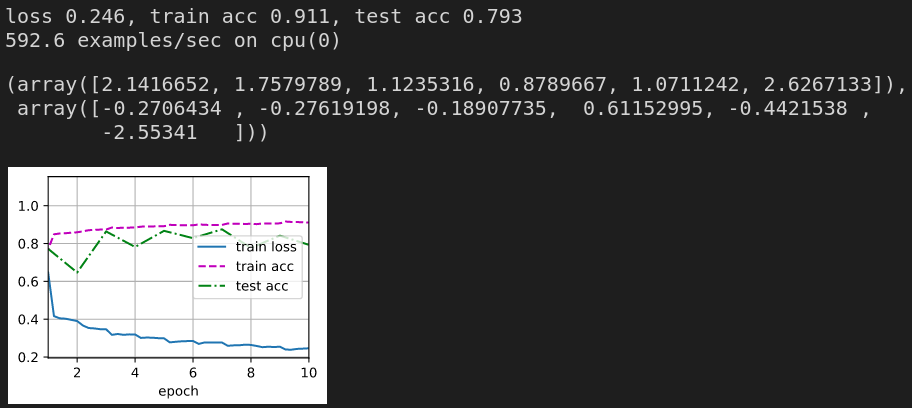 loss 0.246, train acc 0.911, test acc 0.793
592.6 examples/sec on cpu(0)
(array([2.1416652, 1.7579789, 1.1235316, 0.8789667, 1.0711242, 2.6267133]),
array([-0.2706434 , -0.27619198, -0.18907735,  0.61152995, -0.4421538 ,
-2.55341   ]))
1.0
0.8
0.6
0.4
0.2
train loss
train acc
test acc
2 4 6 8 10
epoch